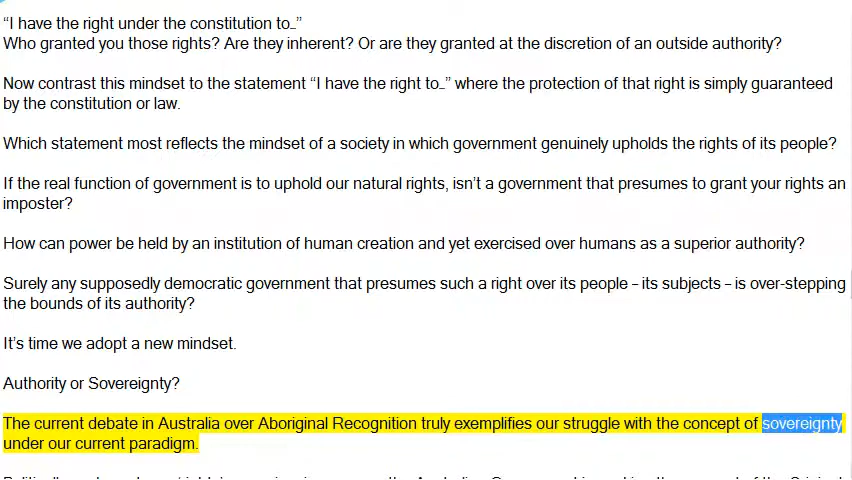 “I have the right under the constitution to…”
Who granted you those rights? Are they inherent? Or are they granted at the discretion of an outside authority?
Now contrast this mindset to the statement “I have the right to…” where the protection of that right is simply guaranteed
by the constitution or law.
Which statement most reflects the mindset of a society in which government genuinely upholds the rights of its people?
If the real function of government is to uphold our natural rights, isn’t a government that presumes to grant your rights an
imposter?
How can power be held by an institution of human creation and yet exercised over humans as a superior authority?
Surely any supposedly democratic government that presumes such a right over its people – its subjects – is over-stepping
the bounds of its authority?
It’s time we adopt a new mindset.
Authority or Sovereignty?
The current debate in Australia over Aboriginal Recognition truly exemplifies our struggle with the concept of sovereignty
under our current paradigm.